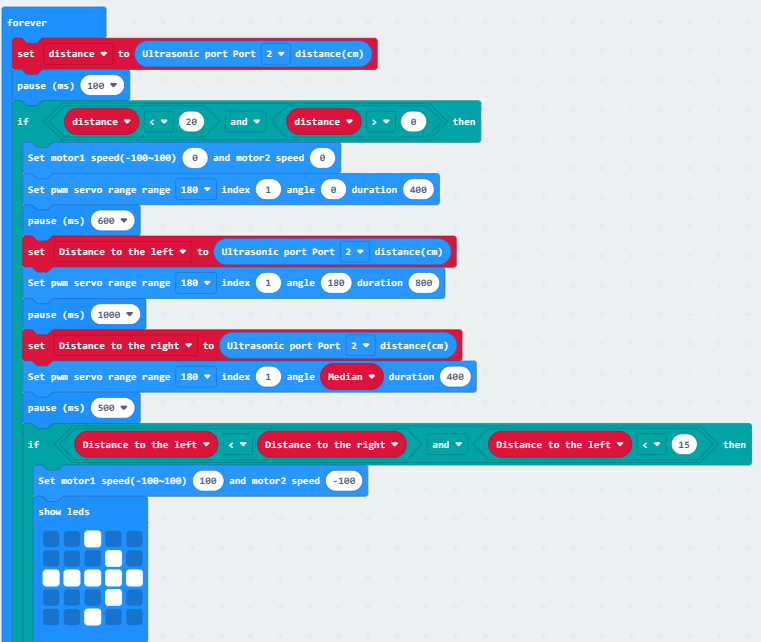 forever
set distance to Ultrasonic port Port 2 distance(cm)
pause (ms) 100
if distance < 20 and distance > 0 then
Set motor1 speed(-100~100) 0 and motor2 speed 0
Set pwm servo range range 180 index 1 angle 0 duration 400
pause (ms) 600
set Distance to the left to Ultrasonic port Port 2 distance(cm)
Set pwm servo range range 180 index 1 angle 180 duration 800
pause (ms) 1000
set Distance to the right to Ultrasonic port Port 2 distance(cm)
Set pwm servo range range 180 index 1 angle Median duration 400
pause (ms) 500
if Distance to the left < Distance to the right and Distance to the left < 15 then
Set motor1 speed(-100~100) 100 and motor2 speed -100
show leds